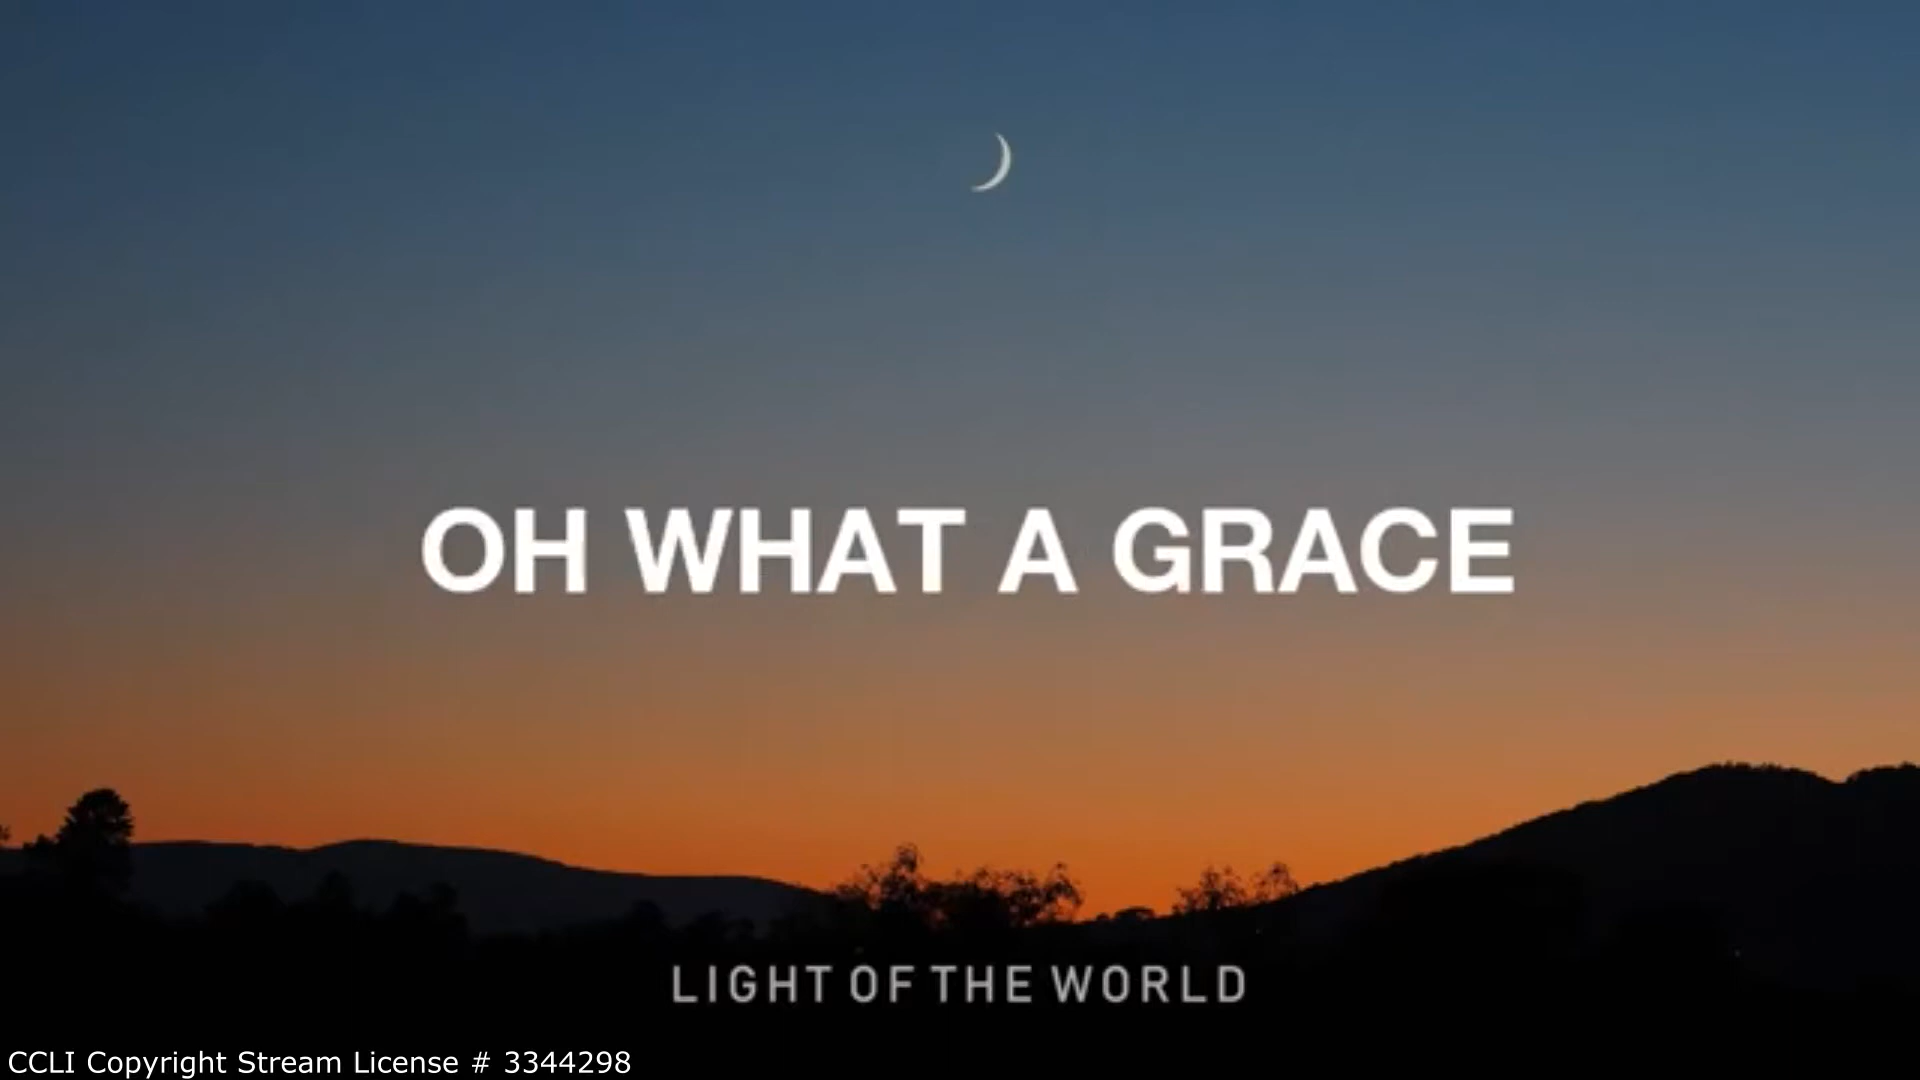 OH WHAT A GRACE
LIGHT OF THE WORLD
CCLI Copyright Stream License # 3344298